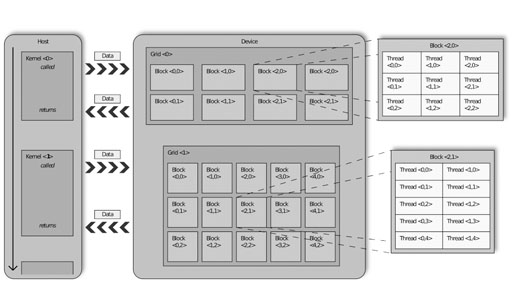 Host
Kernel <0>
called
returns
Kernel <1>
called
returns
Data
Data
Data
Data
Device
Grid <0>
Block <0,0> Block <1,0> Block <2,0> Block <2,0>
Block <0,1> Block <1,1> Block <2,1> Block <2,1>
Grid <1>
Block Block Block Block Block
<0,0> <1,0> <2,0> <3,0> <4,0>
Block Block Block Block Block
<0,1> <1,1> <2,1> <3,1> <4,1>
Block Block Block Block Block
<0,2> <1,2> <2,2> <3,2> <4,2>
Block <2,0>
Thread Thread Thread
<0,0> <1,0> <2,0>
Thread Thread Thread
<0,1> <1,1> <2,1>
Thread Thread Thread
<0,2> <1,2> <2,2>
Block <2,1>
Thread <0,0> Thread <1,0>
Thread <0,1> Thread <1,1>
Thread <0,2> Thread <1,2>
Thread <0,3> Thread <1,3>
Thread <0,4> Thread <1,4>